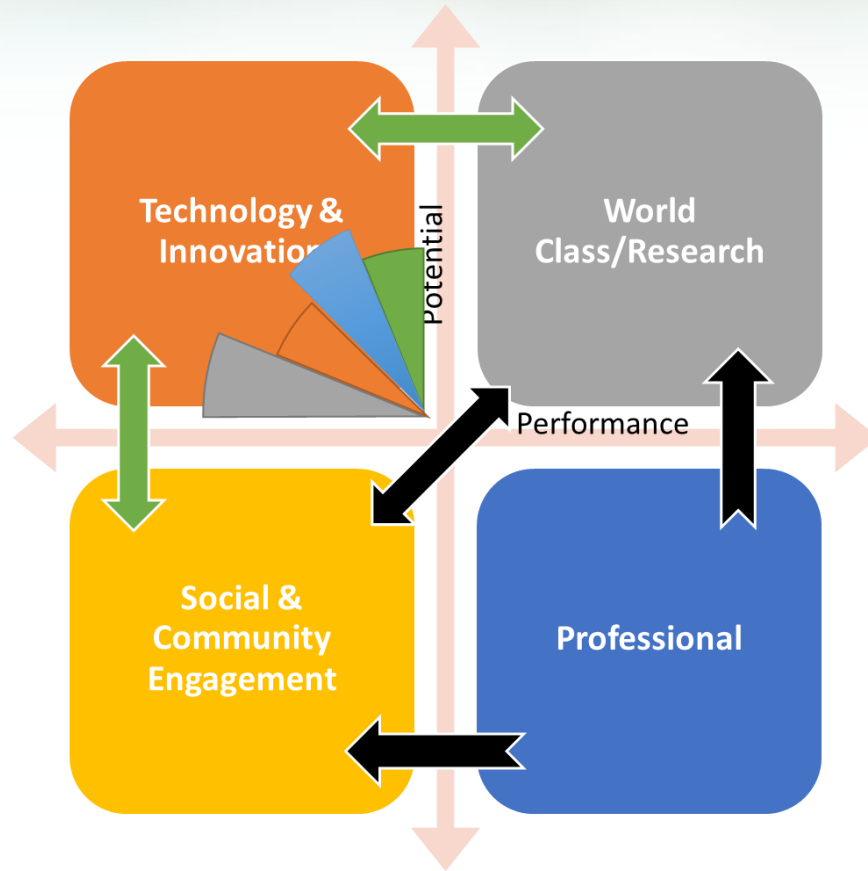 Technology &
Innovation
World
Class/Research
Potential
Performance
Social &
Community
Engagement
Professional